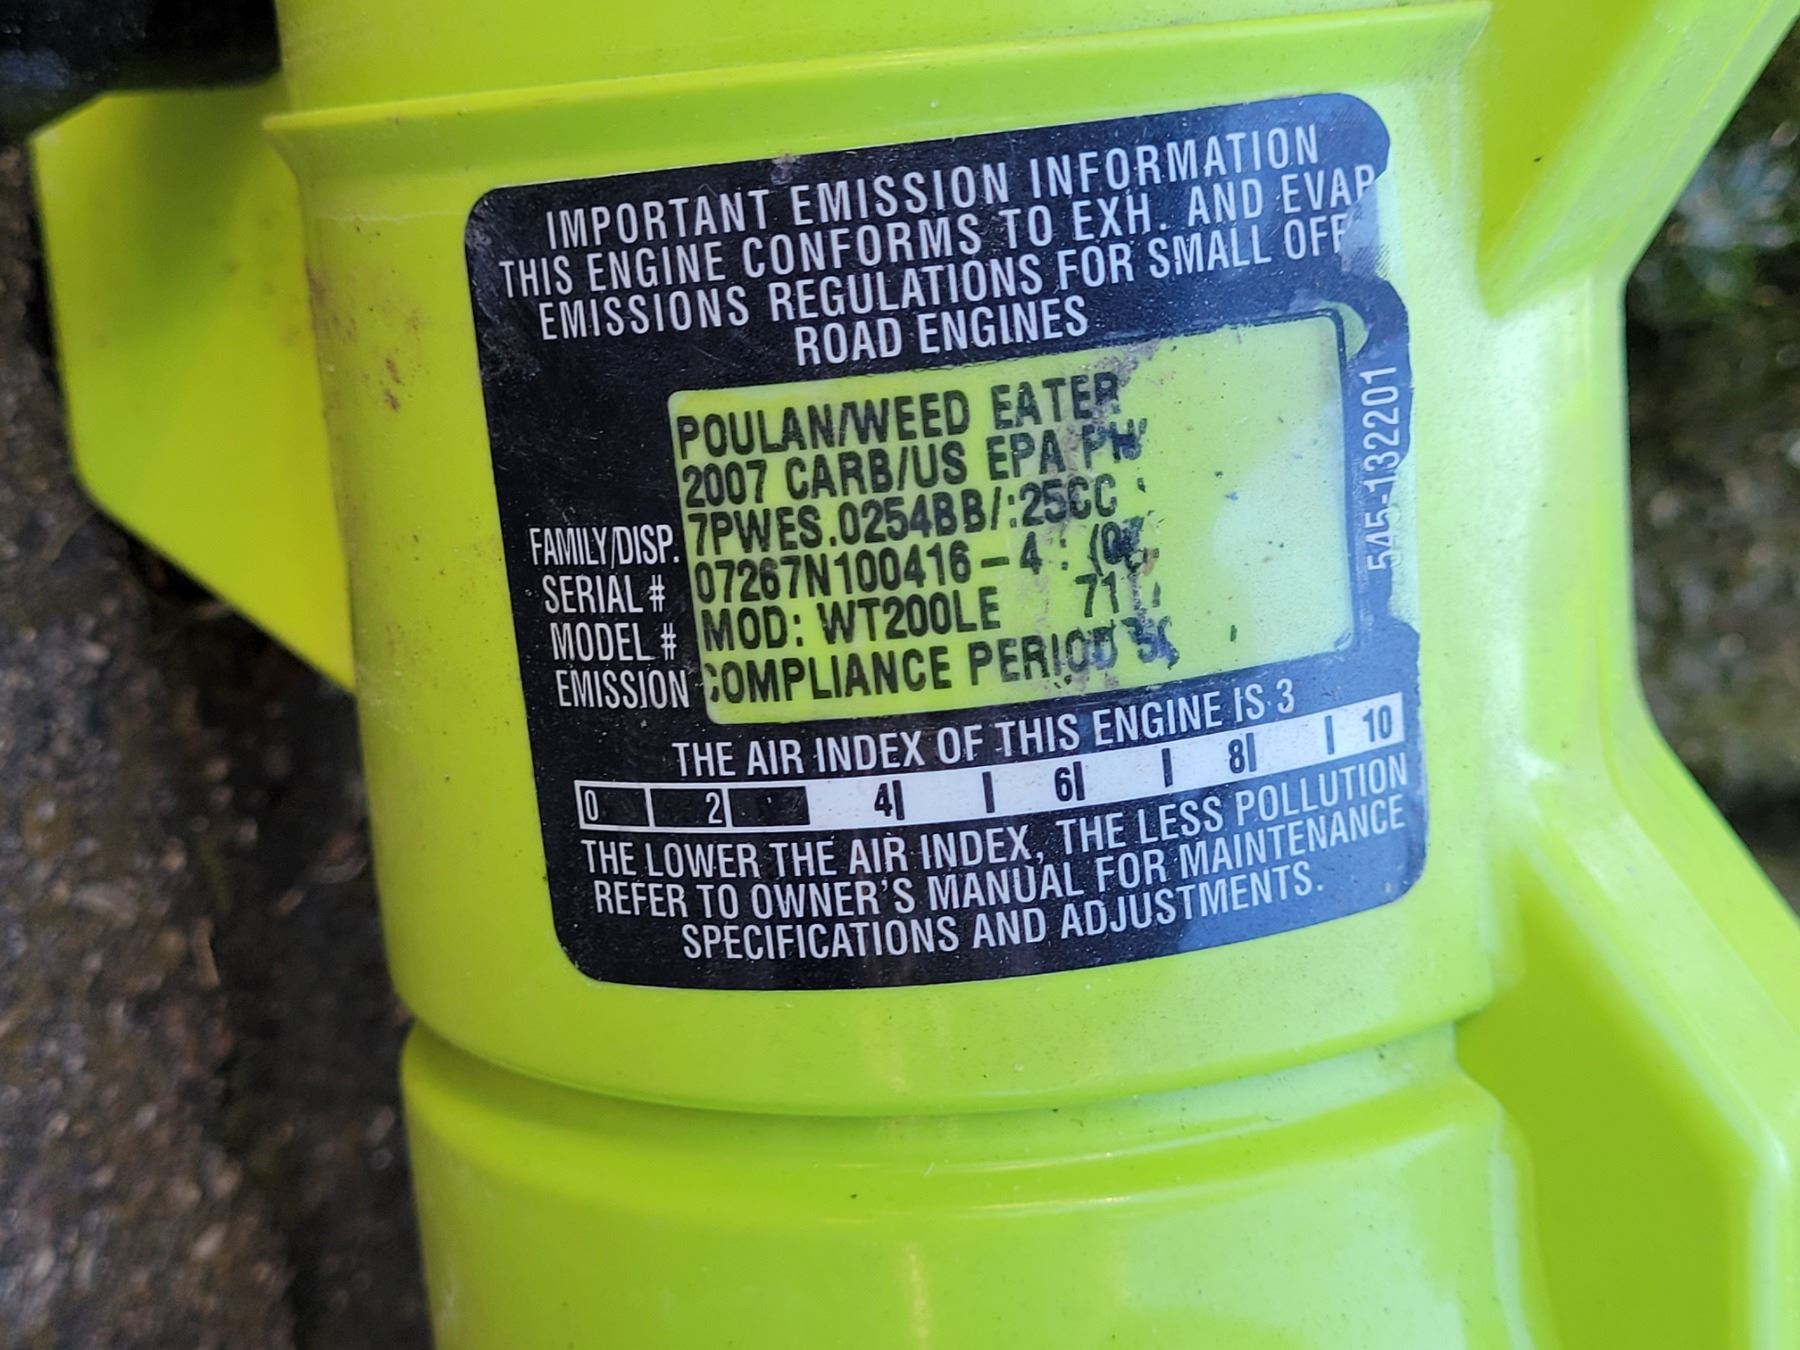 IMPORTANT EMISSION INFORMATION
THIS ENGINE CONFORMS TO EXH. AND EVAP
EMISSIONS REGULATIONS FOR SMALL OFF
ROAD ENGINES
POULAN/WEED EATER
2007 CARB/US EPA
FAMILY/DISP. 7PWES.0254BB/:25CC
SERIAL # 07267N100416-4
MODEL # MOD: WT200LE 71
EMISSION COMPLIANCE PERIOD
545-132201
THE AIR INDEX OF THIS ENGINE IS 3
0 2 4 6 8 10
THE LOWER THE AIR INDEX, THE LESS POLLUTION
REFER TO OWNER'S MANUAL FOR MAINTENANCE
SPECIFICATIONS AND ADJUSTMENTS.